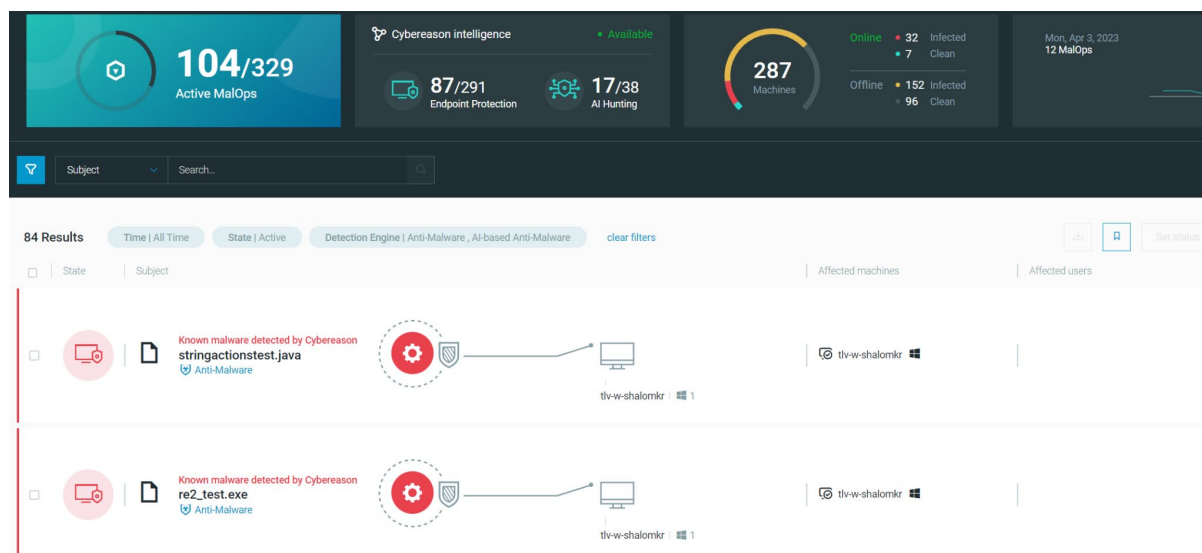 104/329
Active MalOps
Cybereason intelligence
Available
87/291
Endpoint Protection
17/38
AI Hunting
287
Machines
Online 32 Infected
7 Clean
Offline 152 Infected
96 Clean
Mon, Apr 3, 2023
12 MalOps
Subject
Search...
84 Results
Time | All Time
State | Active
Detection Engine | Anti-Malware , AI-based Anti-Malware
clear filters
Set status
State
Subject
Affected machines
Affected users
Known malware detected by Cybereason
stringactionstest.java
Anti-Malware
tlv-w-shalomkr 1
tlv-w-shalomkr
Known malware detected by Cybereason
re2_test.exe
Anti-Malware
tlv-w-shalomkr 1
tlv-w-shalomkr